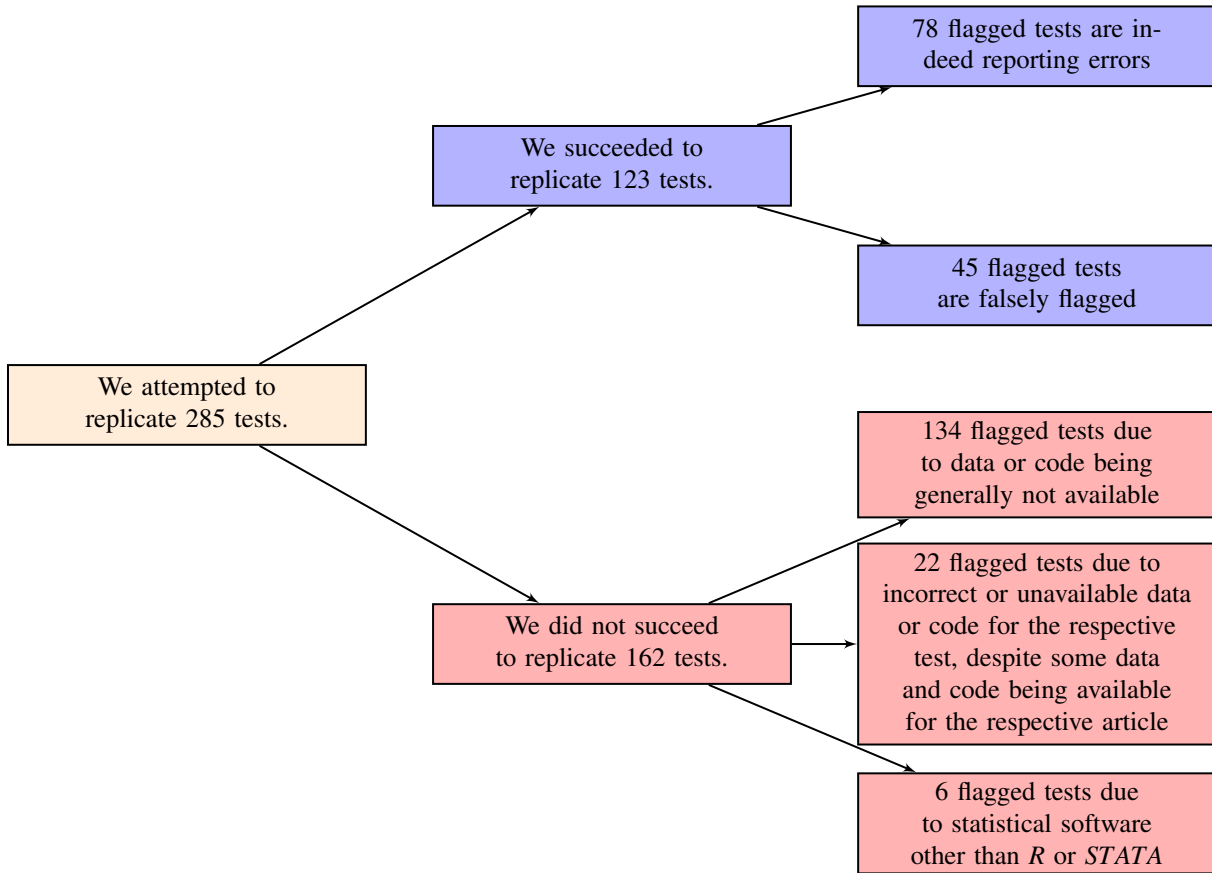 78 flagged tests are in-
deed reporting errors
We succeeded to
replicate 123 tests.
45 flagged tests
are falsely flagged
We attempted to
replicate 285 tests.
134 flagged tests due
to data or code being
generally not available
22 flagged tests due to
incorrect or unavailable data
or code for the respective
test, despite some data
and code being available
for the respective article
We did not succeed
to replicate 162 tests.
6 flagged tests due
to statistical software
other than R or STATA